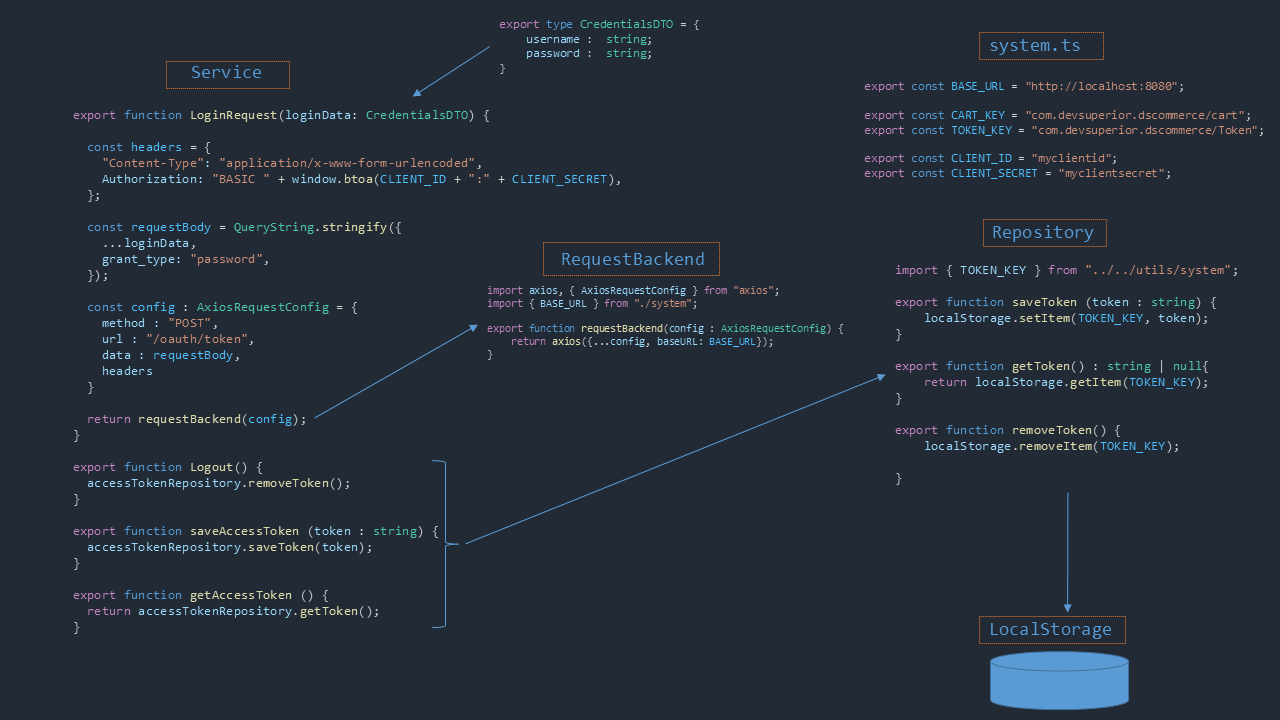 export type CredentialsDTO = {
username :  string;
password :  string;
}
Service
export function LoginRequest(loginData: CredentialsDTO) {
const headers = {
"Content-Type": "application/x-www-form-urlencoded",
Authorization: "BASIC " + window.btoa(CLIENT_ID + ":" + CLIENT_SECRET),
};
const requestBody = QueryString.stringify({
...loginData,
grant_type: "password",
});
const config : AxiosRequestConfig = {
method : "POST",
url : "/oauth/token",
data : requestBody,
headers
}
return requestBackend(config);
}
export function Logout() {
accessTokenRepository.removeToken();
}
export function saveAccessToken (token : string) {
accessTokenRepository.saveToken(token);
}
export function getAccessToken () {
return accessTokenRepository.getToken();
}
RequestBackend
import axios, { AxiosRequestConfig } from "axios";
import { BASE_URL } from "./system";
export function requestBackend(config : AxiosRequestConfig) {
return axios({...config, baseURL: BASE_URL});
}
system.ts
export const BASE_URL = "http://localhost:8080";
export const CART_KEY = "com.devsuperior.dscommerce/cart";
export const TOKEN_KEY = "com.devsuperior.dscommerce/Token";
export const CLIENT_ID = "myclientid";
export const CLIENT_SECRET = "myclientsecret";
Repository
import { TOKEN_KEY } from "../../utils/system";
export function saveToken (token : string) {
localStorage.setItem(TOKEN_KEY, token);
}
export function getToken() : string | null{
return localStorage.getItem(TOKEN_KEY);
}
export function removeToken() {
localStorage.removeItem(TOKEN_KEY);
}
LocalStorage